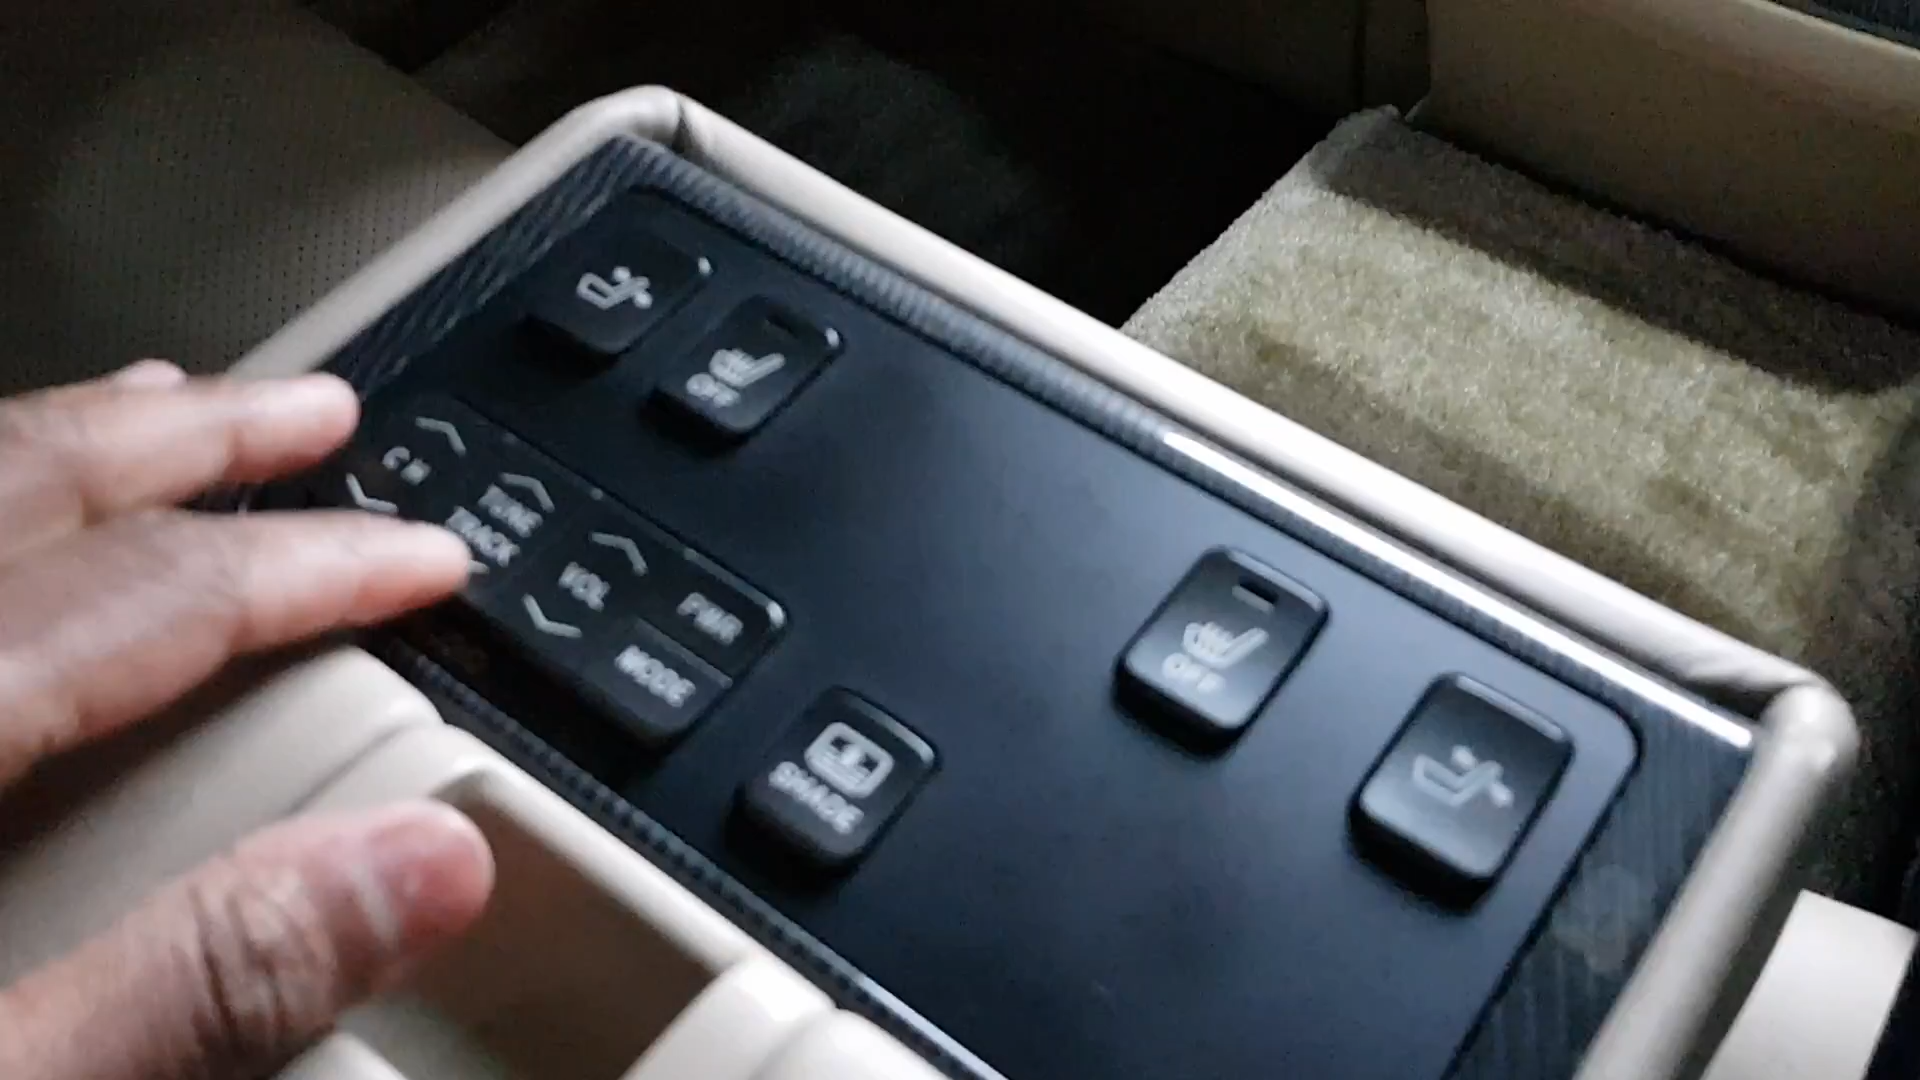 OFF
CH
TUNE
TRACK
VOL
PWR
MODE
SHADE
OFF